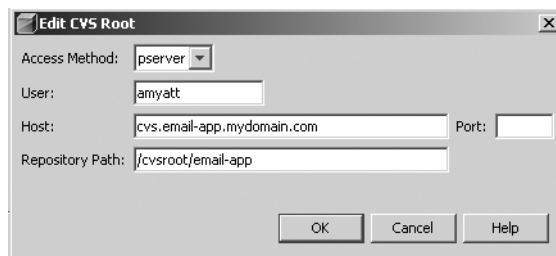 Edit CVS Root
Access Method: pserver
User: amyatt
Host: cvs.email-app.mydomain.com Port:
Repository Path: /cvsroot/email-app
OK Cancel Help